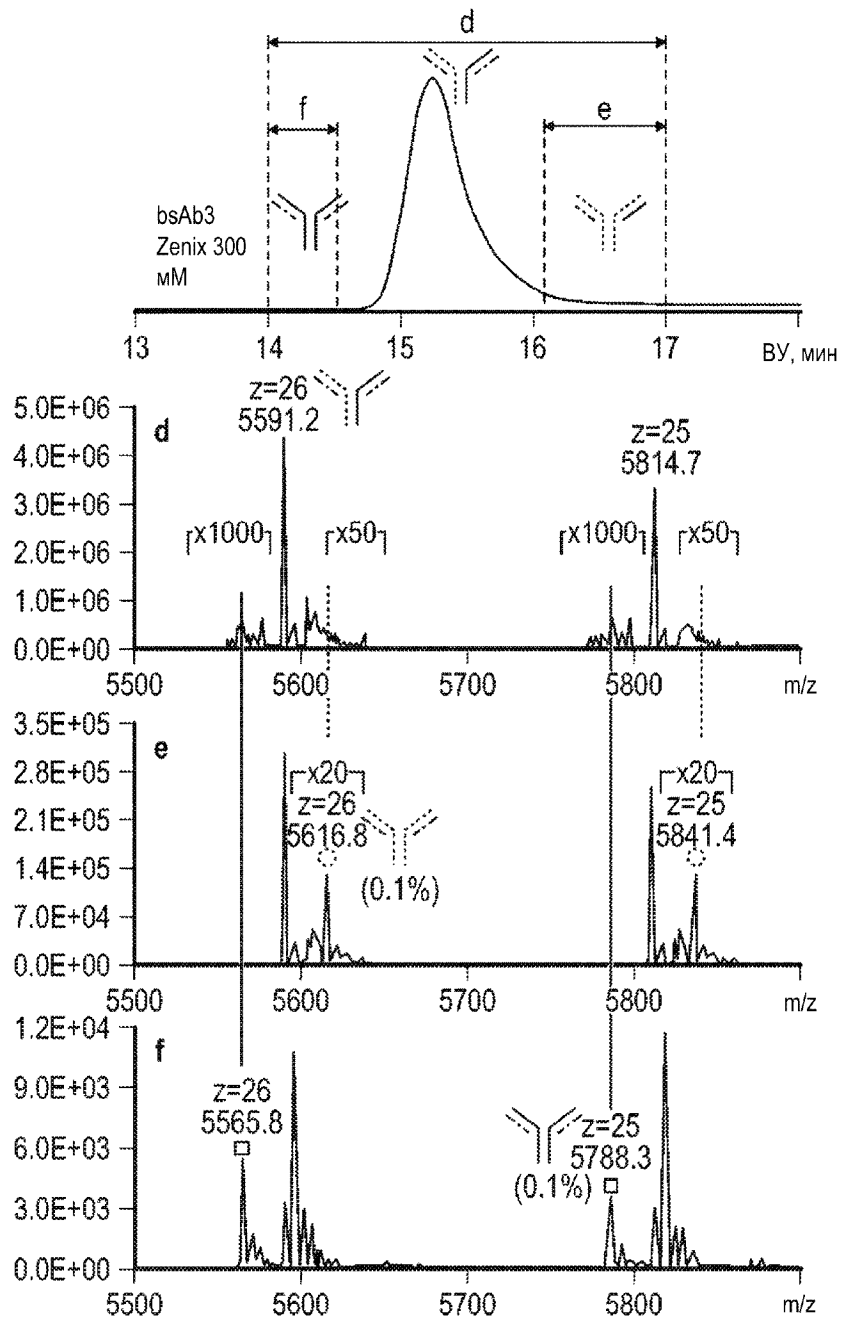 d
f
e
bsAb3
Zenix 300
мМ
13 14 15 16 17 ВУ, мин
z=26
5591.2
z=25
5814.7
5.0E+06
d
4.0E+06
3.0E+06
x1000 x50 x1000 x50
2.0E+06
1.0E+06
0.0E+00
5500 5600 5700 5800 m/z
3.5E+05
e
2.8E+05
x20 x20
z=26 z=25
2.1E+05
5616.8 5841.4
1.4E+05
(0.1%)
7.0E+04
0.0E+00
5500 5600 5700 5800 m/z
1.2E+04
f
9.0E+03
z=26
5565.8
z=25
5788.3
6.0E+03
(0.1%)
3.0E+03
0.0E+00
5500 5600 5700 5800 m/z